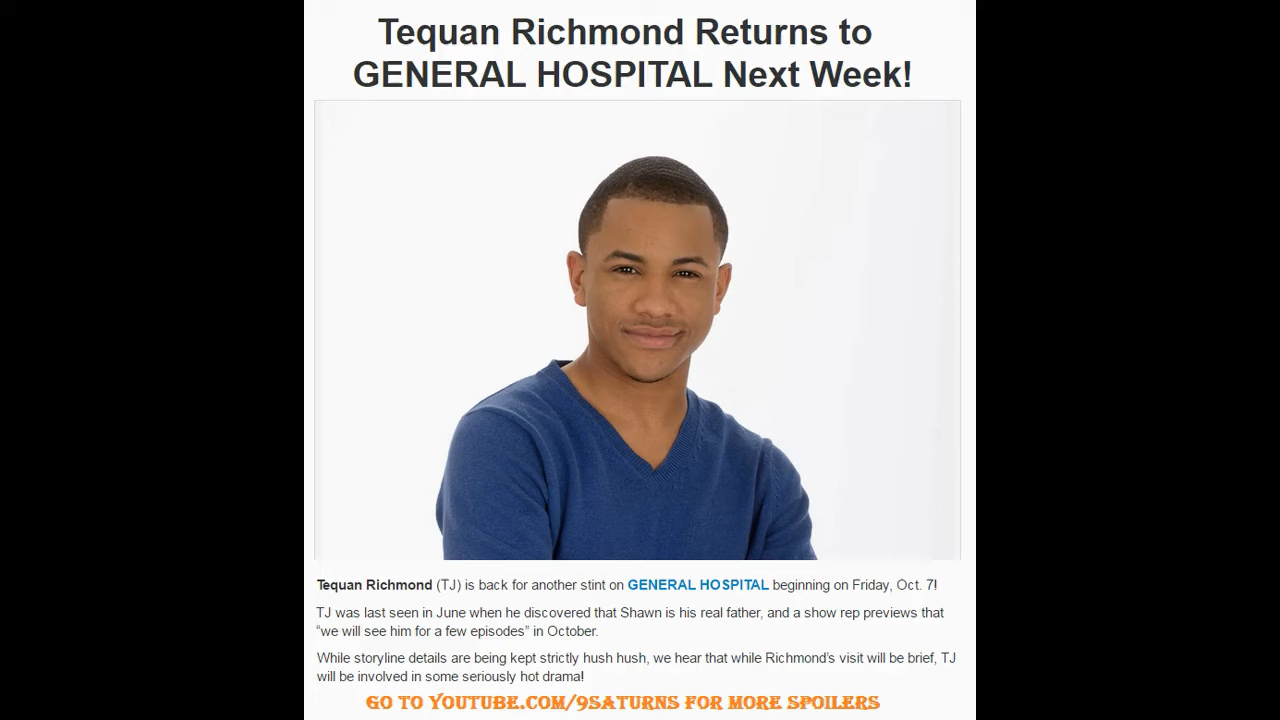 Tequan Richmond Returns to
GENERAL HOSPITAL Next Week!
Tequan Richmond (TJ) is back for another stint on GENERAL HOSPITAL beginning on Friday, Oct. 7!
TJ was last seen in June when he discovered that Shawn is his real father, and a show rep previews that
“we will see him for a few episodes” in October.
While storyline details are being kept strictly hush hush, we hear that while Richmond’s visit will be brief, TJ
will be involved in some seriously hot drama!
GO TO YOUTUBE.COM/9SATURNS FOR MORE SPOILERS